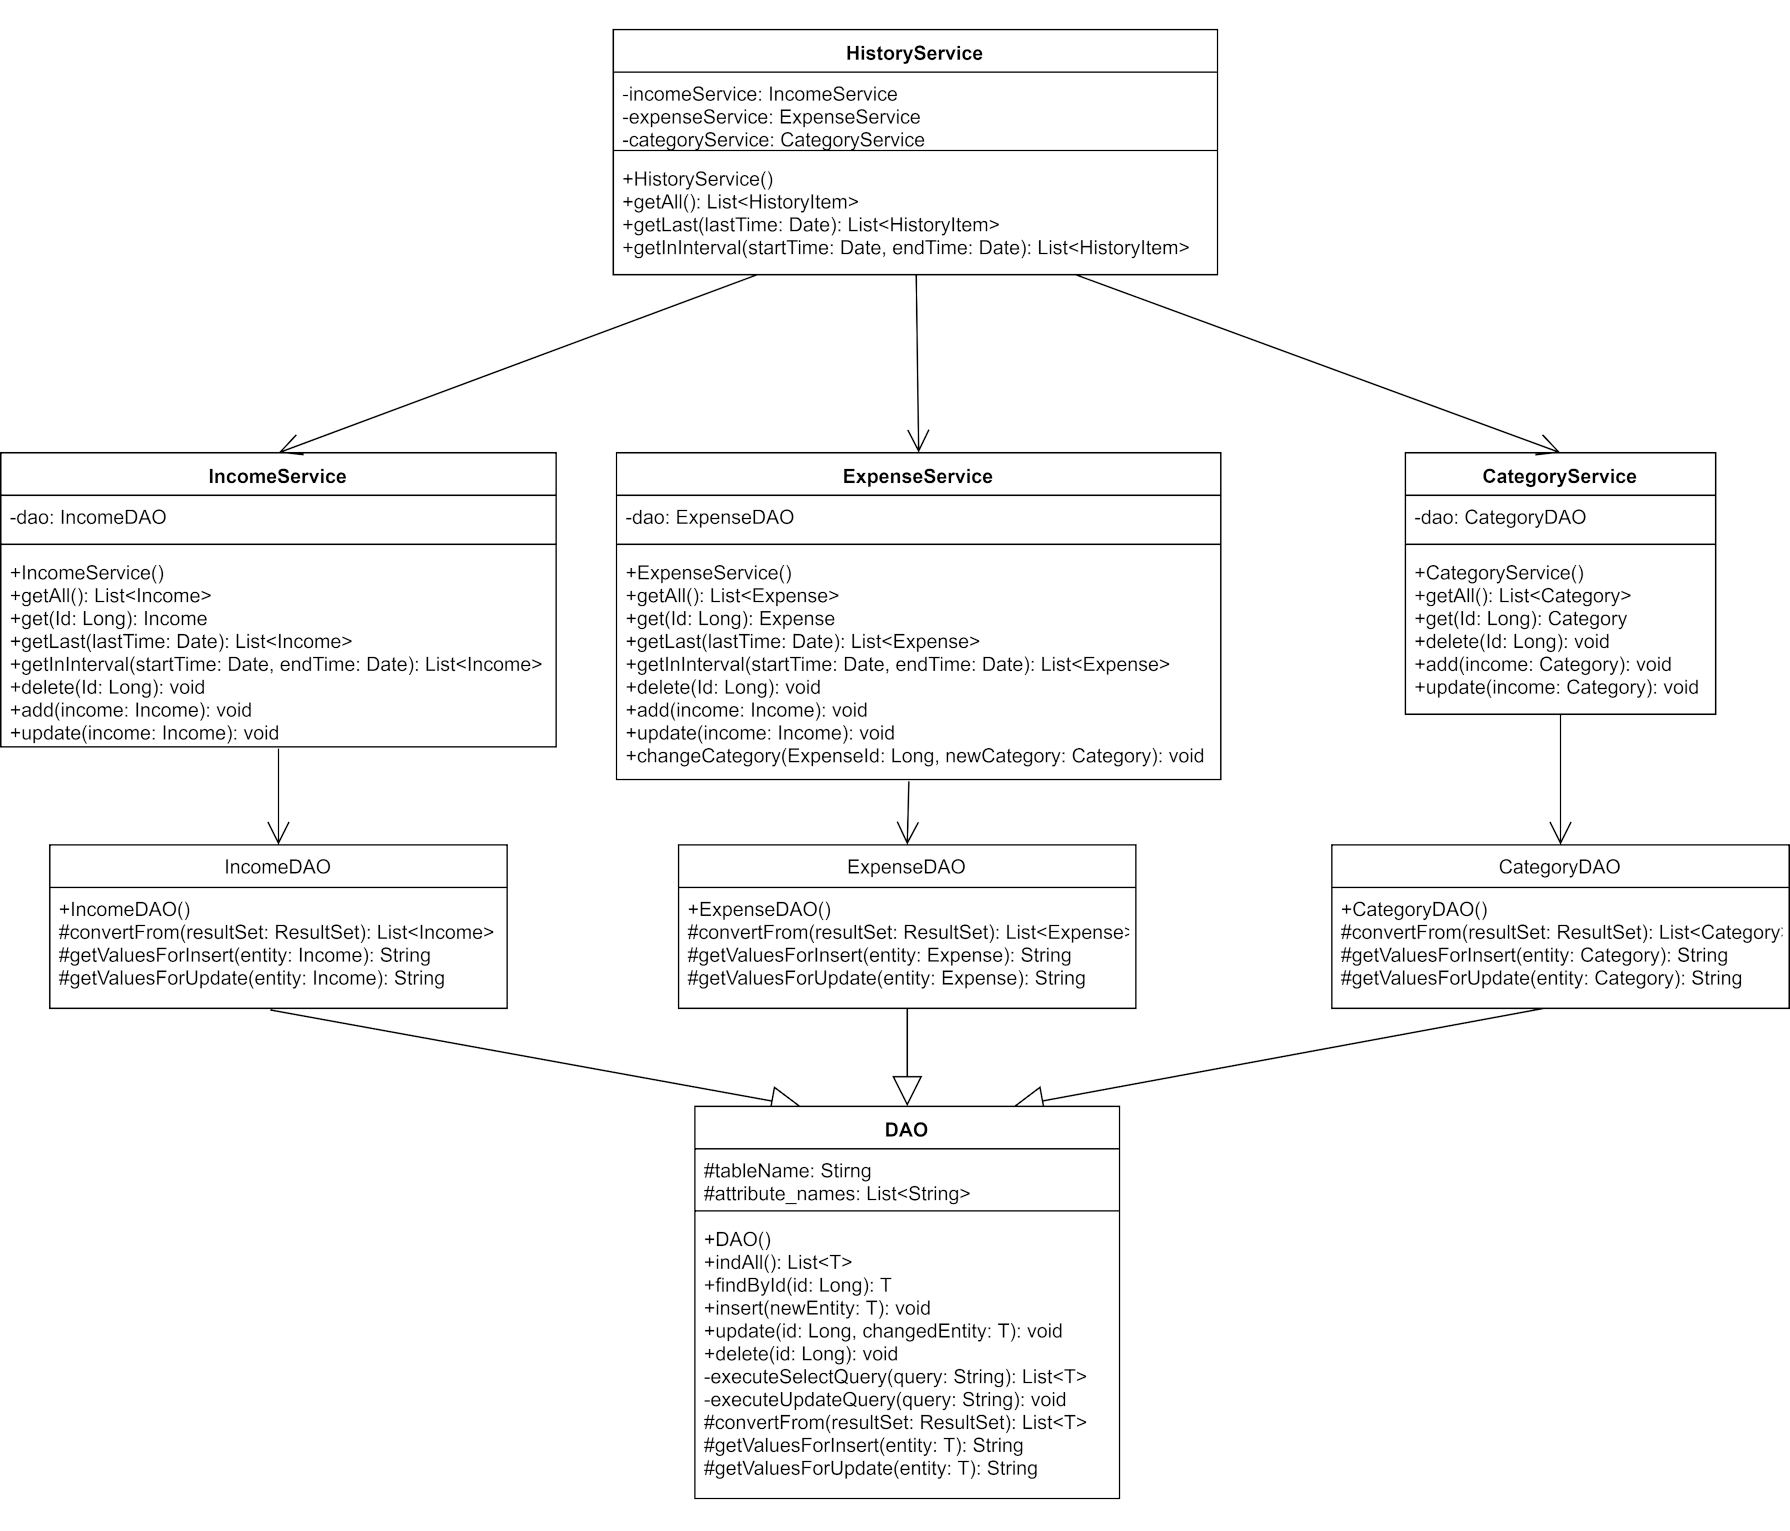 HistoryService
-incomeService: IncomeService
-expenseService: ExpenseService
-categoryService: CategoryService
+HistoryService()
+getAll(): List<HistoryItem>
+getLast(lastTime: Date): List<HistoryItem>
+getInInterval(startTime: Date, endTime: Date): List<HistoryItem>
IncomeService
-dao: IncomeDAO
+IncomeService()
+getAll(): List<Income>
+get(Id: Long): Income
+getLast(lastTime: Date): List<Income>
+getInInterval(startTime: Date, endTime: Date): List<Income>
+delete(Id: Long): void
+add(income: Income): void
+update(income: Income): void
ExpenseService
-dao: ExpenseDAO
+ExpenseService()
+getAll(): List<Expense>
+get(Id: Long): Expense
+getLast(lastTime: Date): List<Expense>
+getInInterval(startTime: Date, endTime: Date): List<Expense>
+delete(Id: Long): void
+add(income: Income): void
+update(income: Income): void
+changeCategory(ExpenseId: Long, newCategory: Category): void
CategoryService
-dao: CategoryDAO
+CategoryService()
+getAll(): List<Category>
+get(Id: Long): Category
+delete(Id: Long): void
+add(income: Category): void
+update(income: Category): void
IncomeDAO
+IncomeDAO()
#convertFrom(resultSet: ResultSet): List<Income>
#getValuesForInsert(entity: Income): String
#getValuesForUpdate(entity: Income): String
ExpenseDAO
+ExpenseDAO()
#convertFrom(resultSet: ResultSet): List<Expense>
#getValuesForInsert(entity: Expense): String
#getValuesForUpdate(entity: Expense): String
CategoryDAO
+CategoryDAO()
#convertFrom(resultSet: ResultSet): List<Category
#getValuesForInsert(entity: Category): String
#getValuesForUpdate(entity: Category): String
DAO
#tableName: Stirng
#attribute_names: List<String>
+DAO()
+indAll(): List<T>
+findById(id: Long): T
+insert(newEntity: T): void
+update(id: Long, changedEntity: T): void
+delete(id: Long): void
-executeSelectQuery(query: String): List<T>
-executeUpdateQuery(query: String): void
#convertFrom(resultSet: ResultSet): List<T>
#getValuesForInsert(entity: T): String
#getValuesForUpdate(entity: T): String